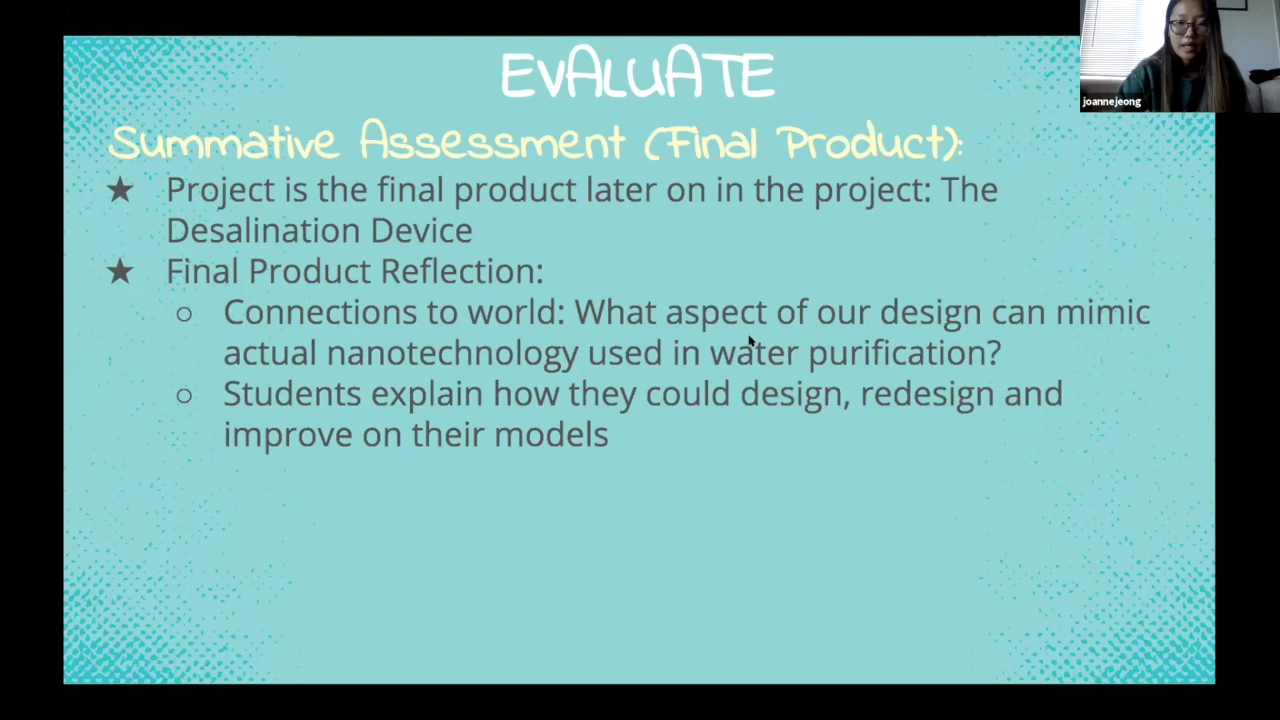 EVALUATE
Summative Assessment (Final Product):
★ Project is the final product later on in the project: The
Desalination Device
★ Final Product Reflection:
○ Connections to world: What aspect of our design can mimic
actual nanotechnology used in water purification?
○ Students explain how they could design, redesign and
improve on their models
joannejeong